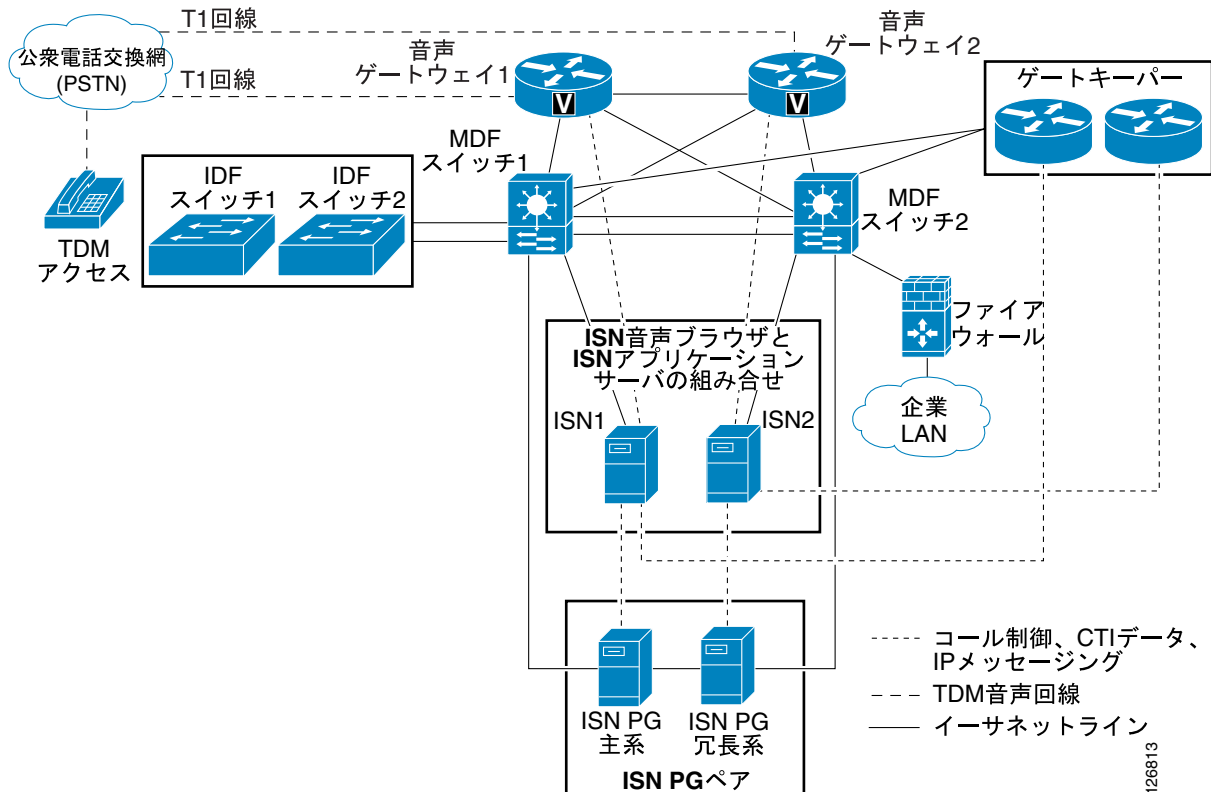 T1回線
公衆電話交換網
(PSTN)
T1回線
音声
ゲートウェイ1
音声
ゲートウェイ2
ゲートキーパー
V
V
MDF
スイッチ1
IDF
スイッチ1
IDF
スイッチ2
MDF
スイッチ2
TDM
アクセス
ファイア
ウォール
ISN音声ブラウザと
ISNアプリケーション
サーバの組み合せ
企業
LAN
ISN1
ISN2
ISN PG
主系
ISN PG
冗長系
ISN PGペア
コール制御、CTIデータ、
IPメッセージング
TDM音声回線
イーサネットライン
126813